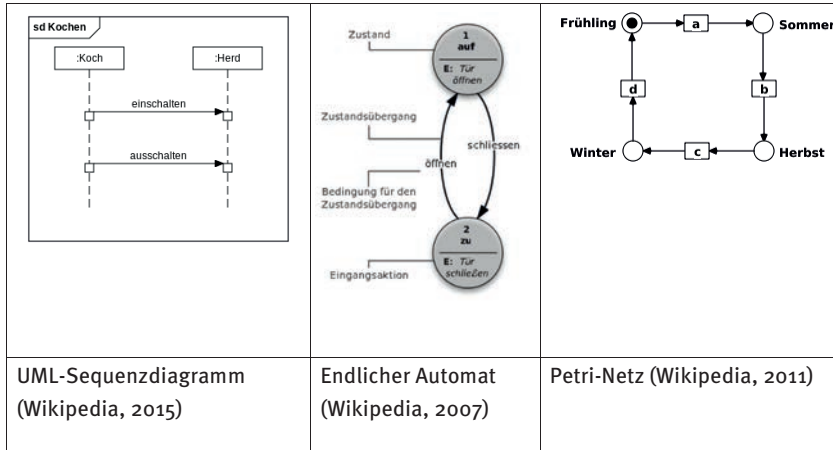 sd Kochen
:Koch
:Herd
einschalten
ausschalten
Zustand
1
auf
E: Tür
öffnen
Zustandsübergang
schliessen
öffnen
Bedingung für den
Zustandsübergang
2
zu
E: Tür
schließen
Eingangsaktion
Frühling
a
Sommer
d
b
Winter
c
Herbst
UML-Sequenzdiagramm
(Wikipedia, 2015)
Endlicher Automat
(Wikipedia, 2007)
Petri-Netz (Wikipedia, 2011)